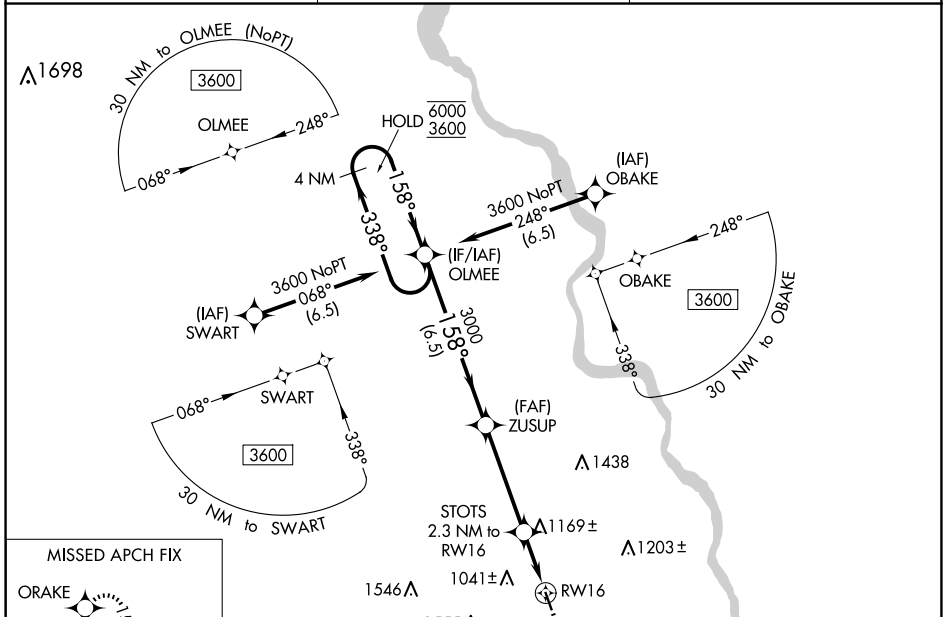 30 NM to OLMEE (NoPT)
1698
3600
OLMEE
068°
248°
HOLD
6000
3600
4 NM
158°
338°
(IAF)
OBAKE
3600 NoPT
248°
(6.5)
(IF/IAF)
OLMEE
3600 NoPT
068°
(6.5)
(IAF)
SWART
248°
OBAKE
3600
338°
30 NM to OBAKE
3000
158°
(6.5)
068°
SWART
3600
338°
30 NM to SWART
(FAF)
ZUSUP
1438
STOTS
2.3 NM to
RW16
1169±
1203±
1041±
1546
RW16
MISSED APCH FIX
ORAKE